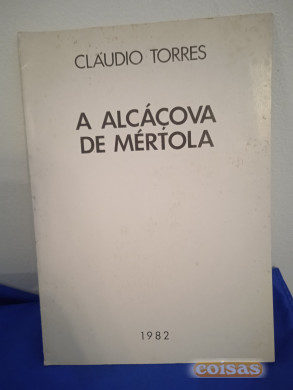 CLÁUDIO TORRES
A ALCÁÇOVA
DE MÉRTOLA
1982
coisas